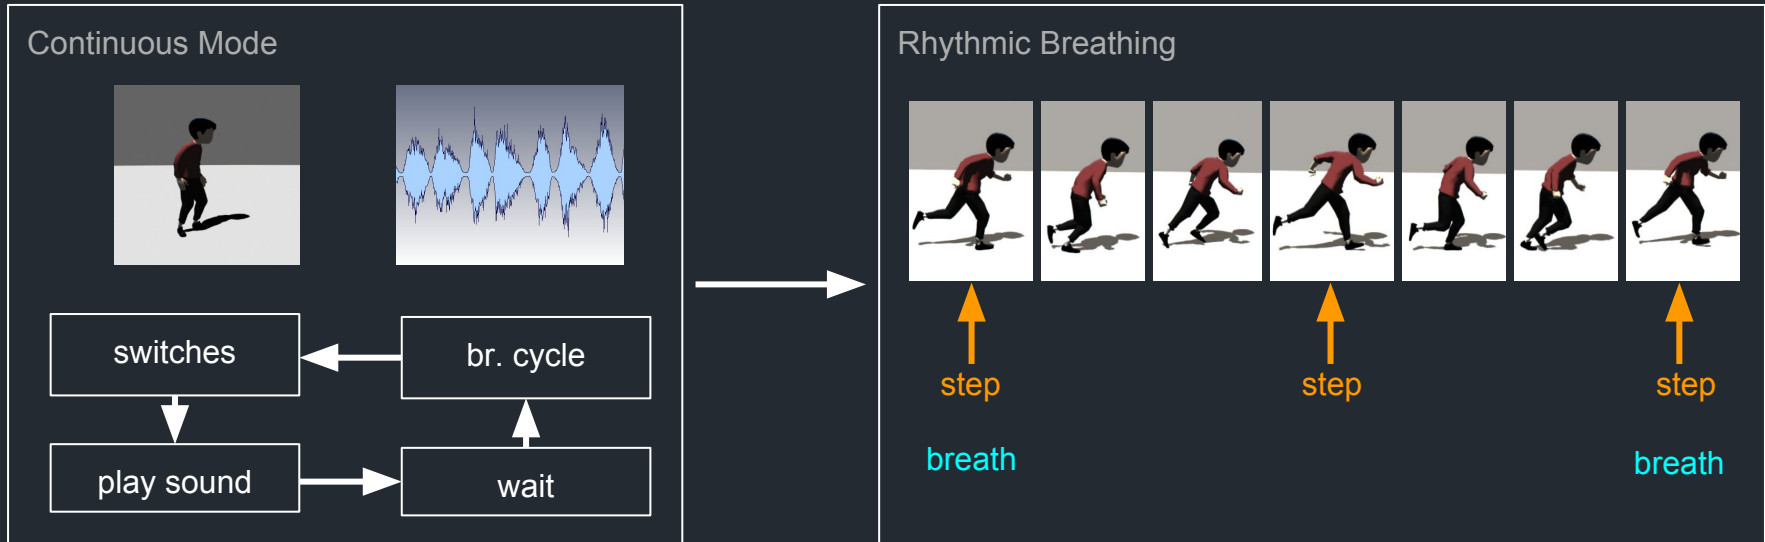 Continuous Mode
switches
br. cycle
play sound
wait
Rhythmic Breathing
step
step
step
breath
breath